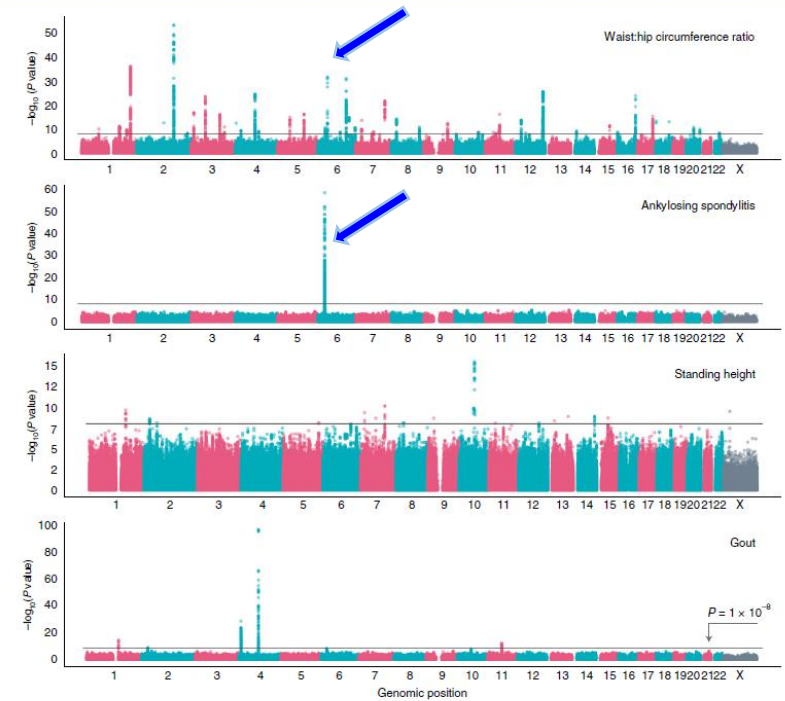 Waist:hip circumference ratio
–log₁₀ (P value)
50
40
30
20
10
0
1 2 3 4 5 6 7 8 9 10 11 12 13 14 15 16 17 18 19 20 21 22 X
Ankylosing spondylitis
–log₁₀(P value)
60
50
40
30
20
10
0
1 2 3 4 5 6 7 8 9 10 11 12 13 14 15 16 17 18 19 20 21 22 X
Standing height
–log₁₀(P value)
15
12
10
7
5
2
0
1 2 3 4 5 6 7 8 9 10 11 12 13 14 15 16 17 18 19 20 21 22 X
Gout
–log₁₀(P value)
100
80
60
40
20
0
P = 1 × 10⁻⁸
1 2 3 4 5 6 7 8 9 10 11 12 13 14 15 16 17 18 19 20 21 22 X
Genomic position